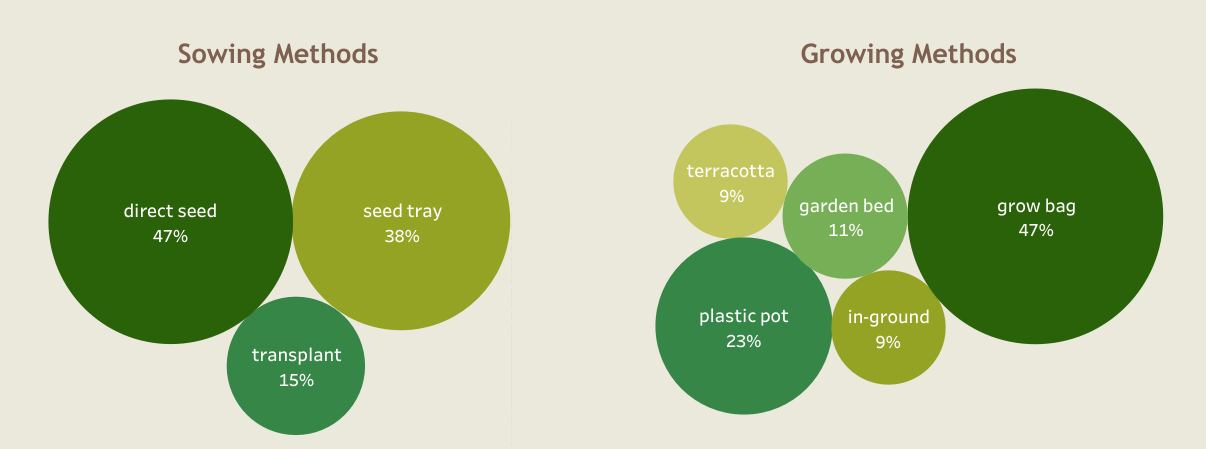 Sowing Methods
direct seed
47%
seed tray
38%
transplant
15%
Growing Methods
terracotta
9%
garden bed
11%
grow bag
47%
plastic pot
23%
in-ground
9%